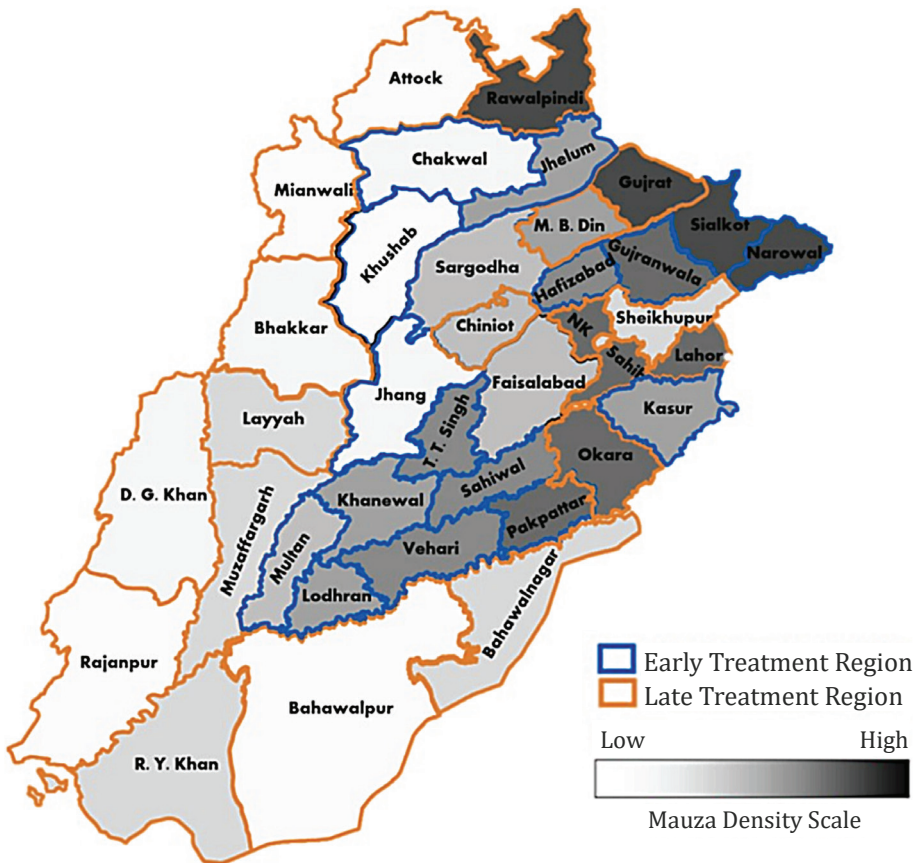 Attock
Rawalpindi
Chakwal
Jhelum
Mianwali
Gujrat
Khushab
M. B. Din
Sialkot
Narowal
Sargodha
Hafizabad
Gujranwala
Bhakkar
Chiniot
NK
Sheikhupur
Sahib
Lahor
Jhang
Faisalabad
Kasur
Layyah
T. T. Singh
Okara
D. G. Khan
Muzaffargarh
Khanewal
Sahiwal
Pakpattar
Multan
Vehari
Lodhran
Bahawalnagar
Rajanpur
Bahawalpur
R. Y. Khan
Early Treatment Region
Late Treatment Region
Low High
Mauza Density Scale